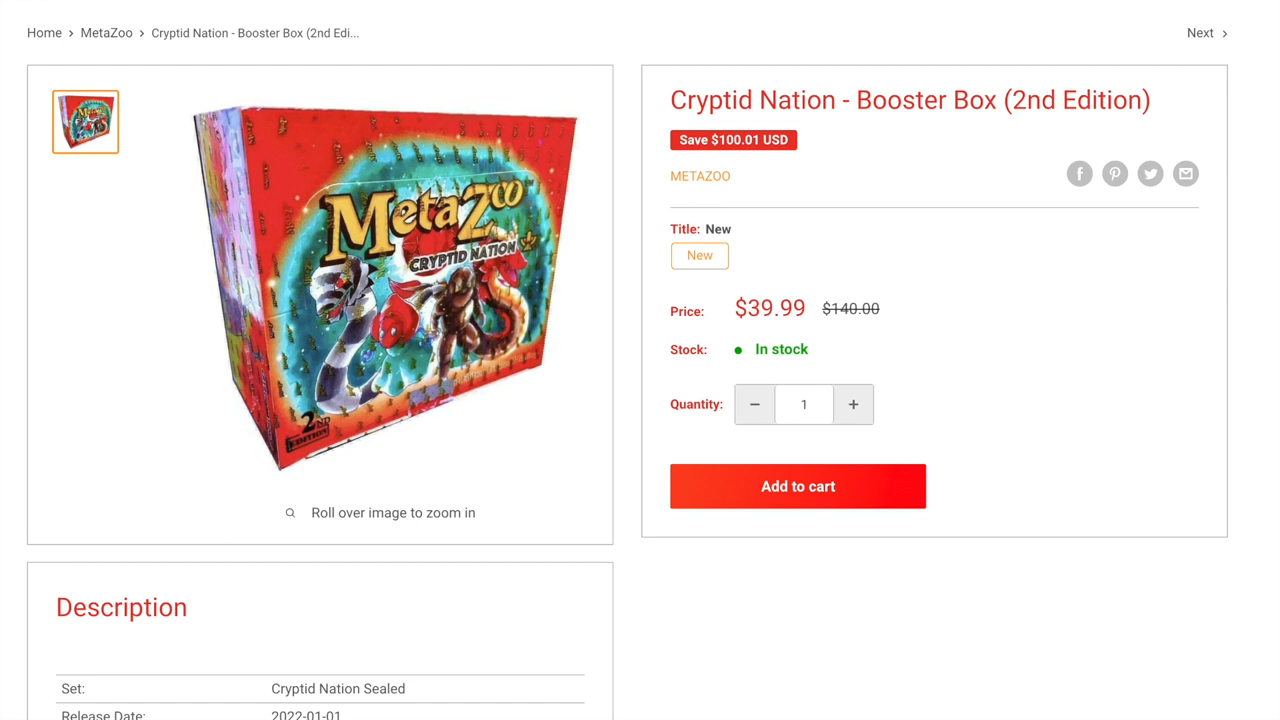 Home > MetaZoo > Cryptid Nation - Booster Box (2nd Edi...
Next >
MetaZoo
CRYPTID NATION
2ND
EDITION
Roll over image to zoom in
Cryptid Nation - Booster Box (2nd Edition)
Save $100.01 USD
METAZOO
Title: New
New
Price: $39.99 $140.00
Stock: In stock
Quantity: − 1 +
Add to cart
Description
Set: Cryptid Nation Sealed
Release Date: 2022-01-01